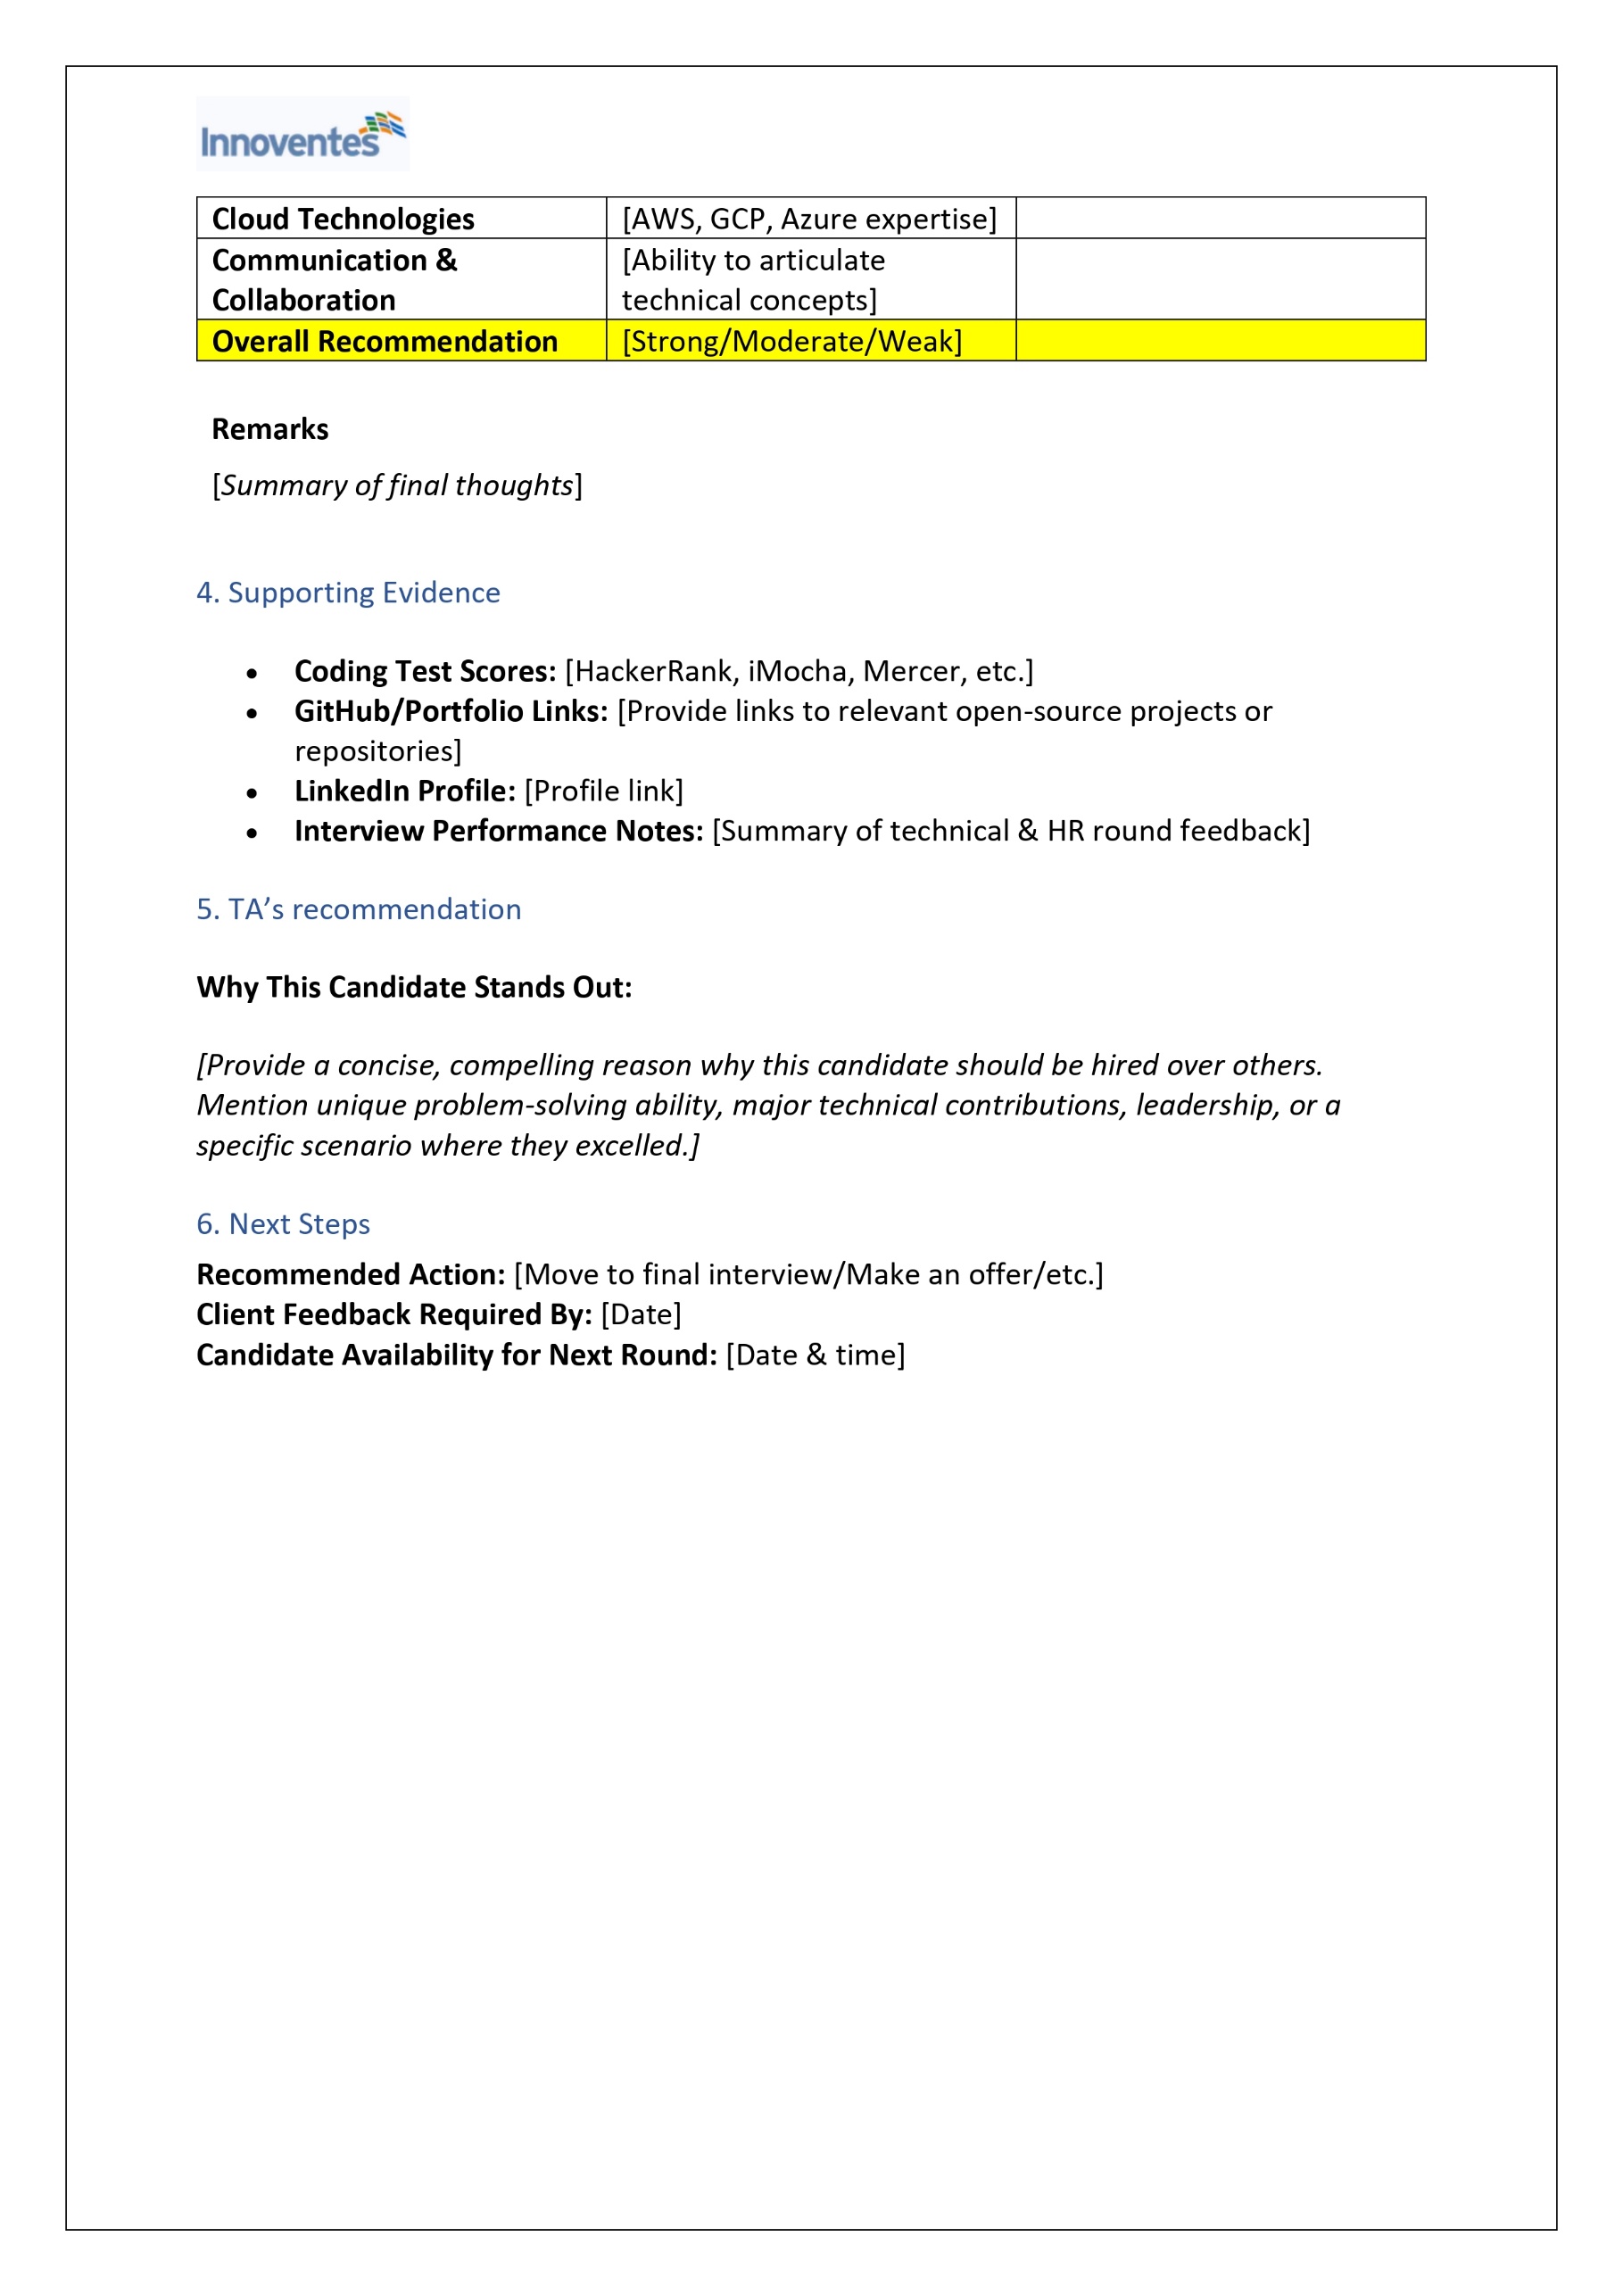 Innoventes
Cloud Technologies [AWS, GCP, Azure expertise]
Communication & [Ability to articulate
Collaboration technical concepts]
Overall Recommendation [Strong/Moderate/Weak]
Remarks
[Summary of final thoughts]
4. Supporting Evidence
• Coding Test Scores: [HackerRank, iMocha, Mercer, etc.]
• GitHub/Portfolio Links: [Provide links to relevant open-source projects or
repositories]
• LinkedIn Profile: [Profile link]
• Interview Performance Notes: [Summary of technical & HR round feedback]
5. TA’s recommendation
Why This Candidate Stands Out:
[Provide a concise, compelling reason why this candidate should be hired over others.
Mention unique problem-solving ability, major technical contributions, leadership, or a
specific scenario where they excelled.]
6. Next Steps
Recommended Action: [Move to final interview/Make an offer/etc.]
Client Feedback Required By: [Date]
Candidate Availability for Next Round: [Date & time]